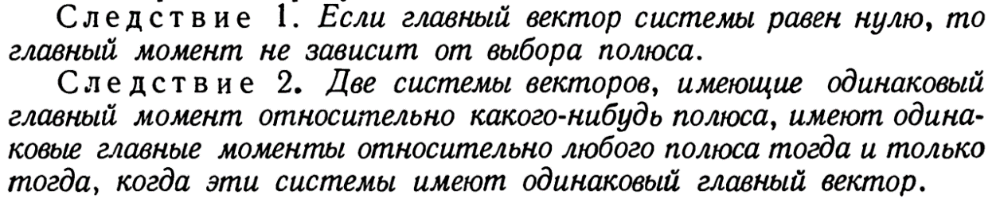 Следствие 1. Если главный вектор системы равен нулю, то
главный момент не зависит от выбора полюса.
Следствие 2. Две системы векторов, имеющие одинаковый
главный момент относительно какого-нибудь полюса, имеют одина-
ковые главные моменты относительно любого полюса тогда и только
тогда, когда эти системы имеют одинаковый главный вектор.